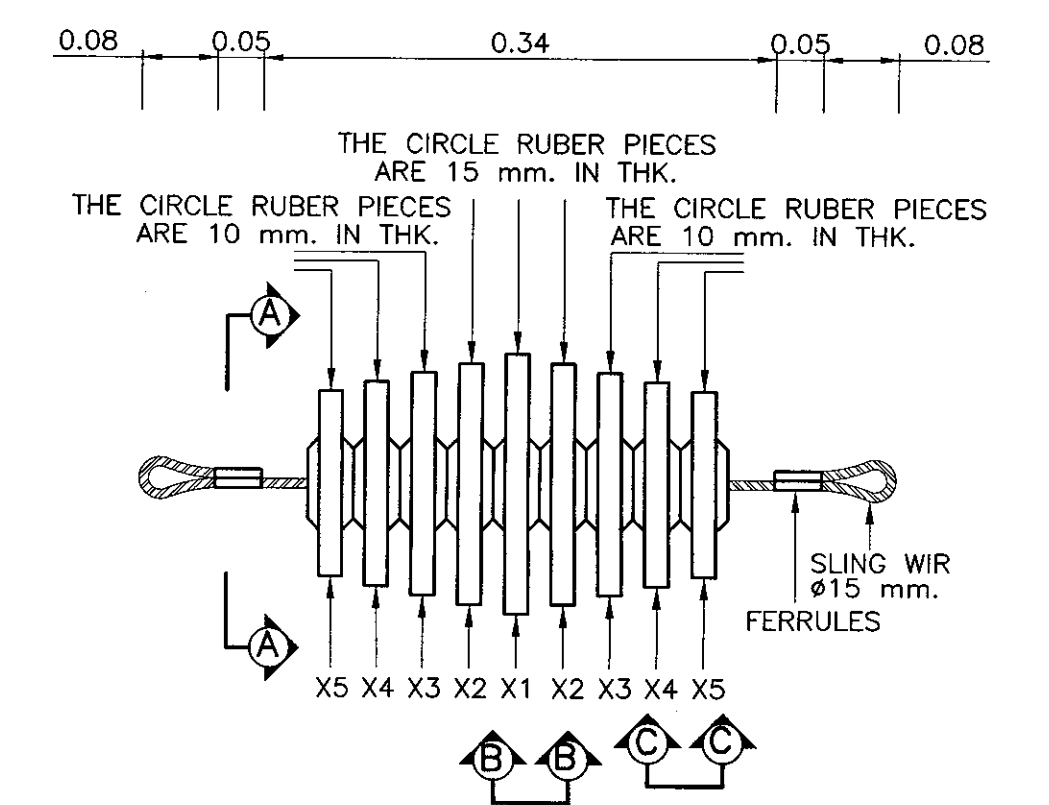 0.08 0.05 0.34 0.05 0.08
THE CIRCLE RUBER PIECES
ARE 15 mm. IN THK.
THE CIRCLE RUBER PIECES
ARE 10 mm. IN THK.
THE CIRCLE RUBER PIECES
ARE 10 mm. IN THK.
A
SLING WIR
ø15 mm.
FERRULES
A
X5 X4 X3 X2 X1 X2 X3 X4 X5
B B C C